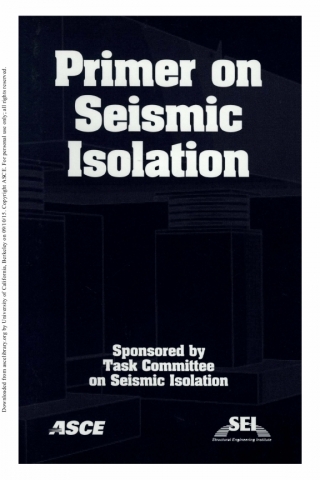 Primer on
Seismic
Isolation
Sponsored by
Task Committee
on Seismic Isolation
ASCE
SEI
Structural Engineering Institute
Downloaded from ascelibrary.org by University of California, Berkeley on 09/10/15. Copyright ASCE. For personal use only; all rights reserved.